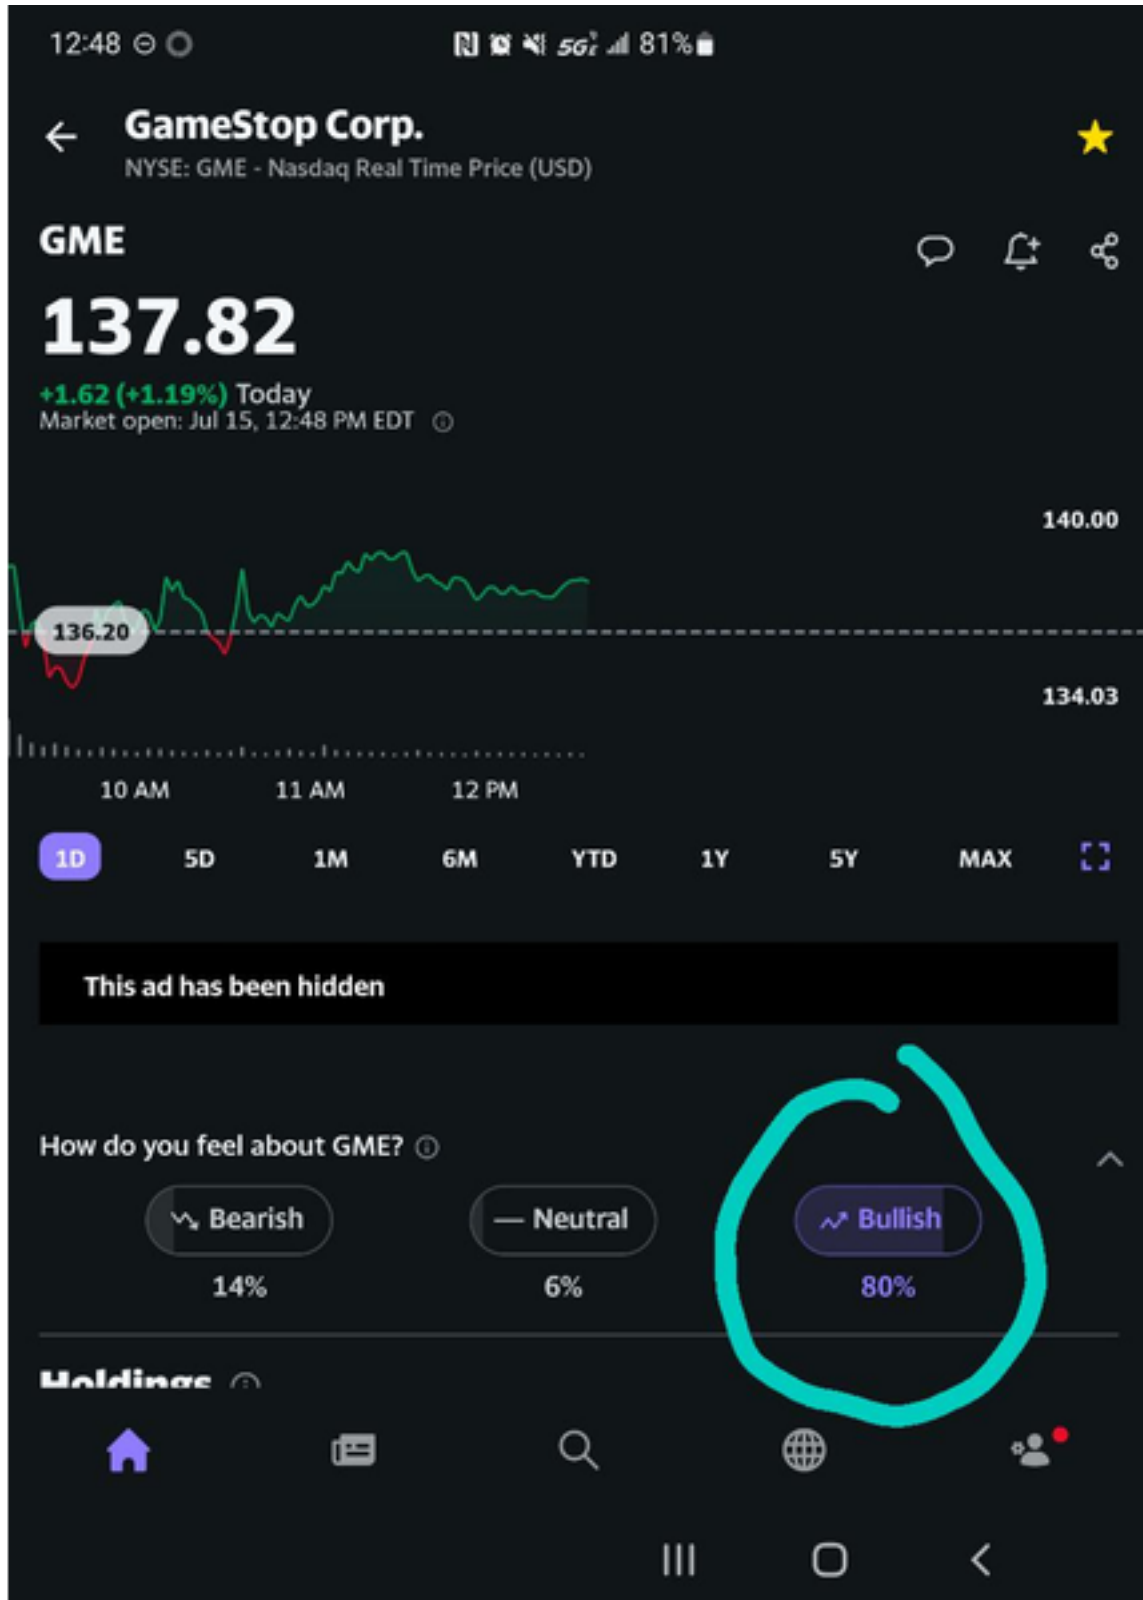 12:48 5G 81%
GameStop Corp.
NYSE: GME - Nasdaq Real Time Price (USD)
GME
137.82
+1.62 (+1.19%) Today
Market open: Jul 15, 12:48 PM EDT
140.00
136.20
134.03
10 AM 11 AM 12 PM
1D 5D 1M 6M YTD 1Y 5Y MAX
This ad has been hidden
How do you feel about GME?
Bearish Neutral Bullish
14% 6% 80%
Holdings